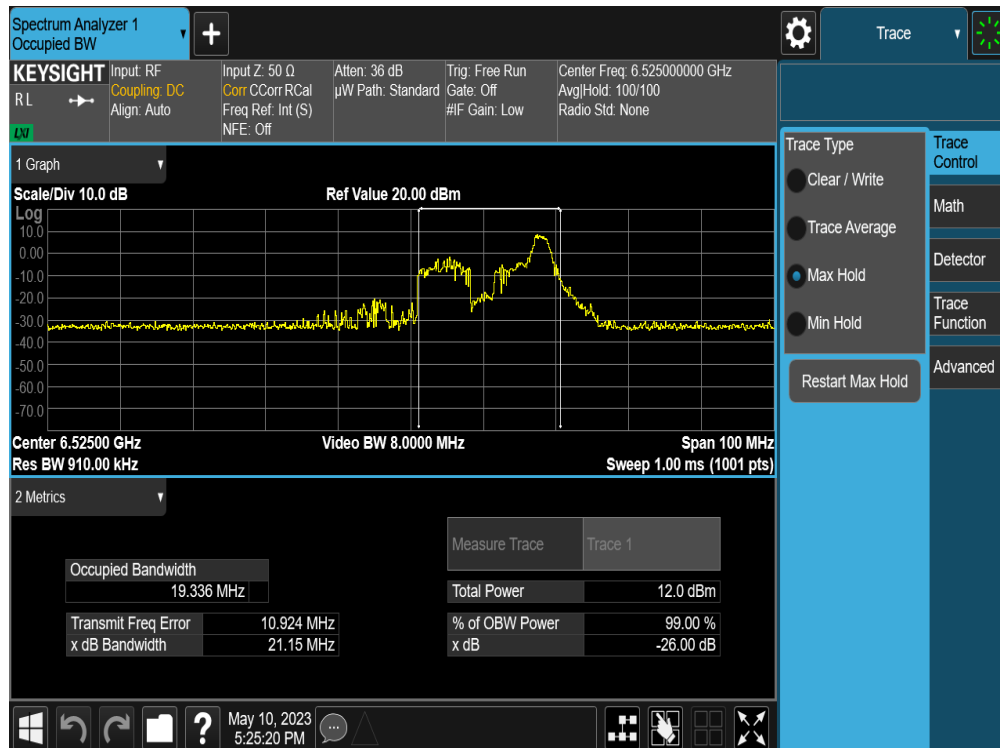 Spectrum Analyzer 1
Occupied BW
+
Trace
KEYSIGHT
RL
LXI
Input: RF
Coupling: DC
Align: Auto
Input Z: 50 Ω
Corr CCorr RCal
Freq Ref: Int (S)
NFE: Off
Atten: 36 dB
µW Path: Standard
Trig: Free Run
Gate: Off
#IF Gain: Low
Center Freq: 6.525000000 GHz
Avg|Hold: 100/100
Radio Std: None
1 Graph
Scale/Div 10.0 dB
Ref Value 20.00 dBm
Log
10.0
0.00
-10.0
-20.0
-30.0
-40.0
-50.0
-60.0
-70.0
Center 6.52500 GHz
Video BW 8.0000 MHz
Span 100 MHz
Res BW 910.00 kHz
Sweep 1.00 ms (1001 pts)
2 Metrics
Measure Trace
Trace 1
Occupied Bandwidth
19.336 MHz
Total Power
12.0 dBm
Transmit Freq Error
10.924 MHz
% of OBW Power
99.00 %
x dB Bandwidth
21.15 MHz
x dB
-26.00 dB
Trace Type
Clear / Write
Trace Average
Max Hold
Min Hold
Restart Max Hold
Trace
Control
Math
Detector
Trace
Function
Advanced
?
May 10, 2023
5:25:20 PM